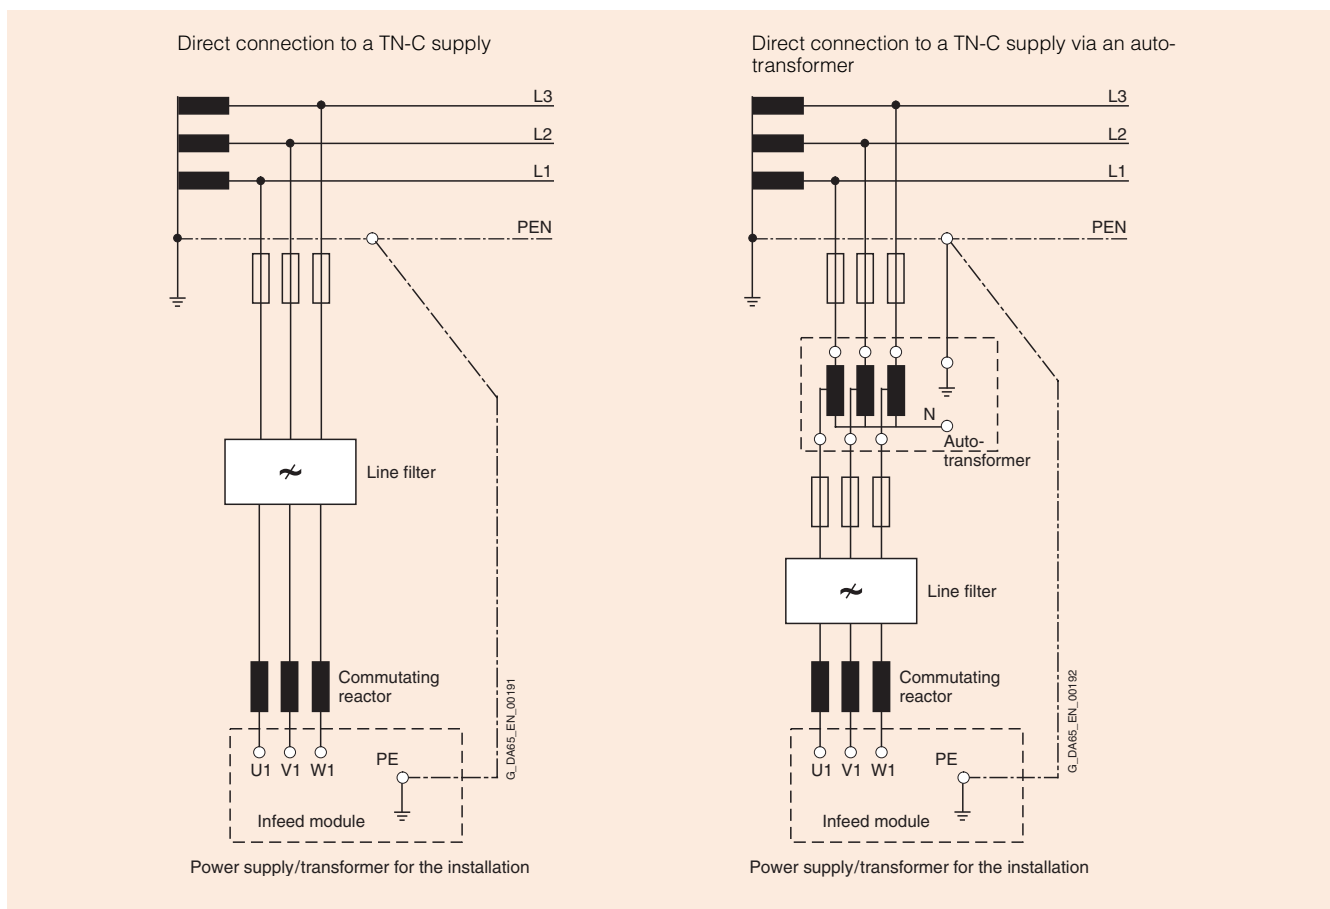 Direct connection to a TN-C supply
L3
L2
L1
PEN
Line filter
Commutating
reactor
G_DA65_EN_00191
PE
U1 V1 W1
Infeed module
Power supply/transformer for the installation
Direct connection to a TN-C supply via an auto-
transformer
L3
L2
L1
PEN
N
Auto-
transformer
Line filter
Commutating
reactor
G_DA65_EN_00192
PE
U1 V1 W1
Infeed module
Power supply/transformer for the installation